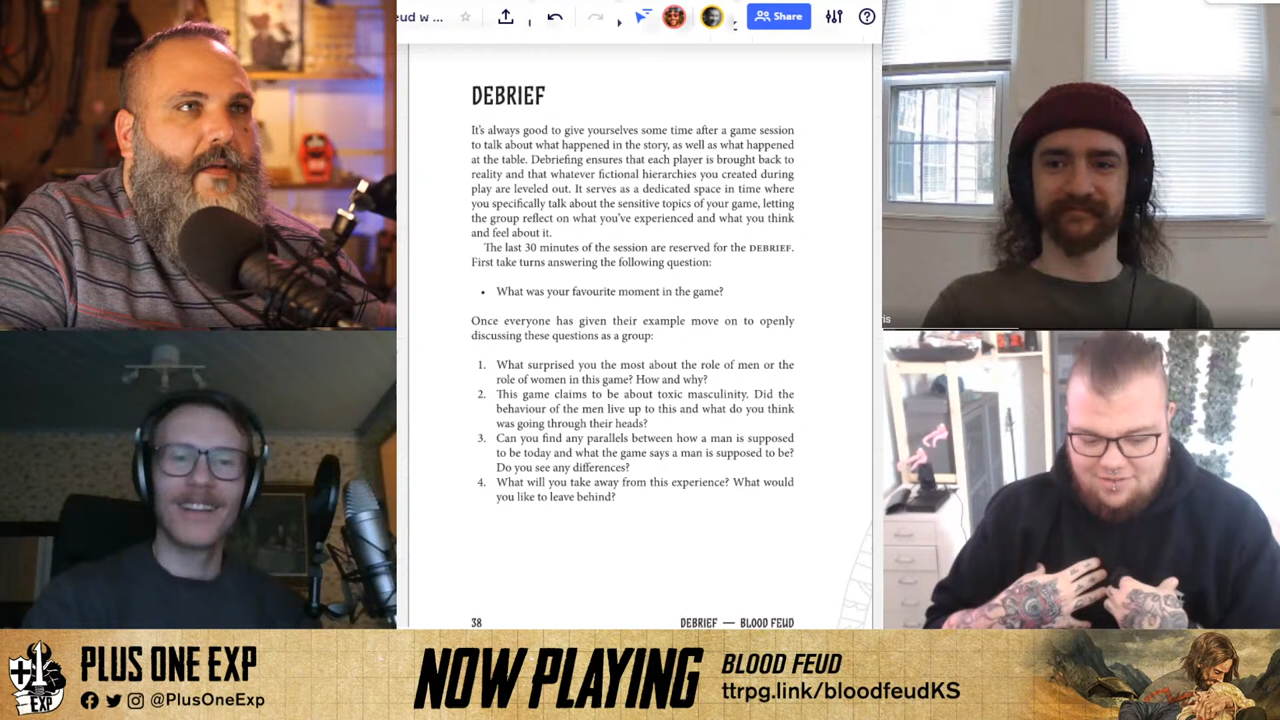 eud w ...
Share
DEBRIEF
It's always good to give yourselves some time after a game session
to talk about what happened in the story, as well as what happened
at the table. Debriefing ensures that each player is brought back to
reality and that whatever fictional hierarchies you created during
play are leveled out. It serves as a dedicated space in time where
you specifically talk about the sensitive topics of your game, letting
the group reflect on what you've experienced and what you think
and feel about it.
The last 30 minutes of the session are reserved for the DEBRIEF.
First take turns answering the following question:
• What was your favourite moment in the game?
Once everyone has given their example move on to openly
discussing these questions as a group:
1. What surprised you the most about the role of men or the
role of women in this game? How and why?
2. This game claims to be about toxic masculinity. Did the
behaviour of the men live up to this and what do you think
was going through their heads?
3. Can you find any parallels between how a man is supposed
to be today and what the game says a man is supposed to be?
Do you see any differences?
4. What will you take away from this experience? What would
you like to leave behind?
38
DEBRIEF — BLOOD FEUD
ris
+1
EXP
PLUS ONE EXP
@PlusOneExp
NOW PLAYING
BLOOD FEUD
ttrpg.link/bloodfeudKS